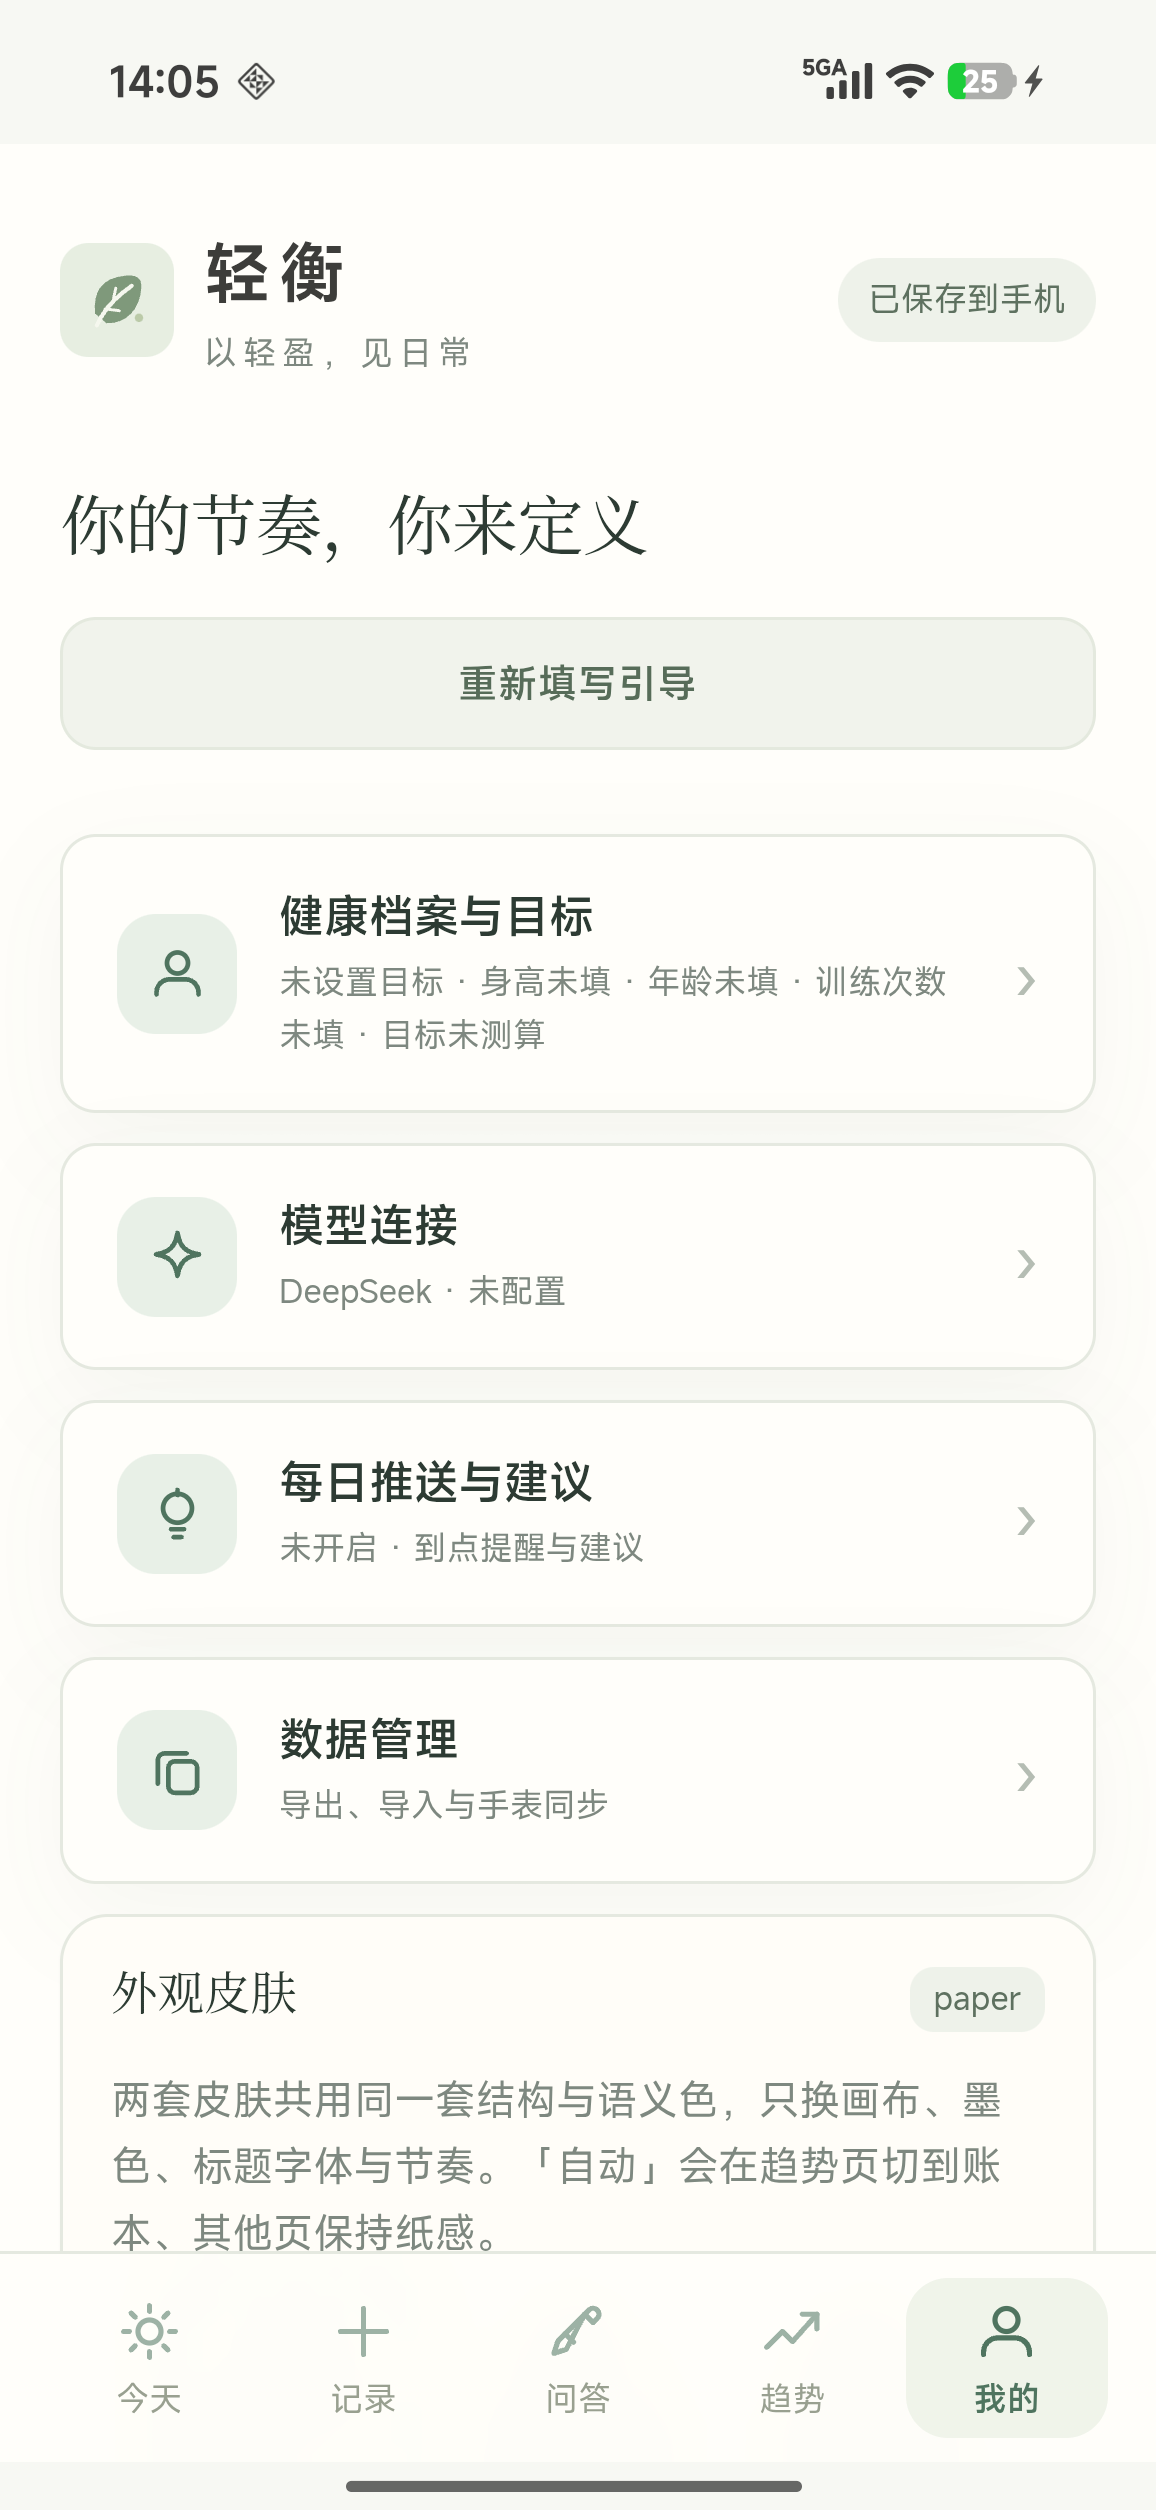 14:05
5GA
25
轻衡
已保存到手机
以轻盈，见日常
你的节奏，你来定义
重新填写引导
健康档案与目标
未设置目标 · 身高未填 · 年龄未填 · 训练次数
未填 · 目标未测算
模型连接
DeepSeek · 未配置
每日推送与建议
未开启 · 到点提醒与建议
数据管理
导出、导入与手表同步
外观皮肤
paper
两套皮肤共用同一套结构与语义色，只换画布、墨
色、标题字体与节奏。「自动」会在趋势页切到账
本、其他页保持纸感。
今天
记录
问答
趋势
我的